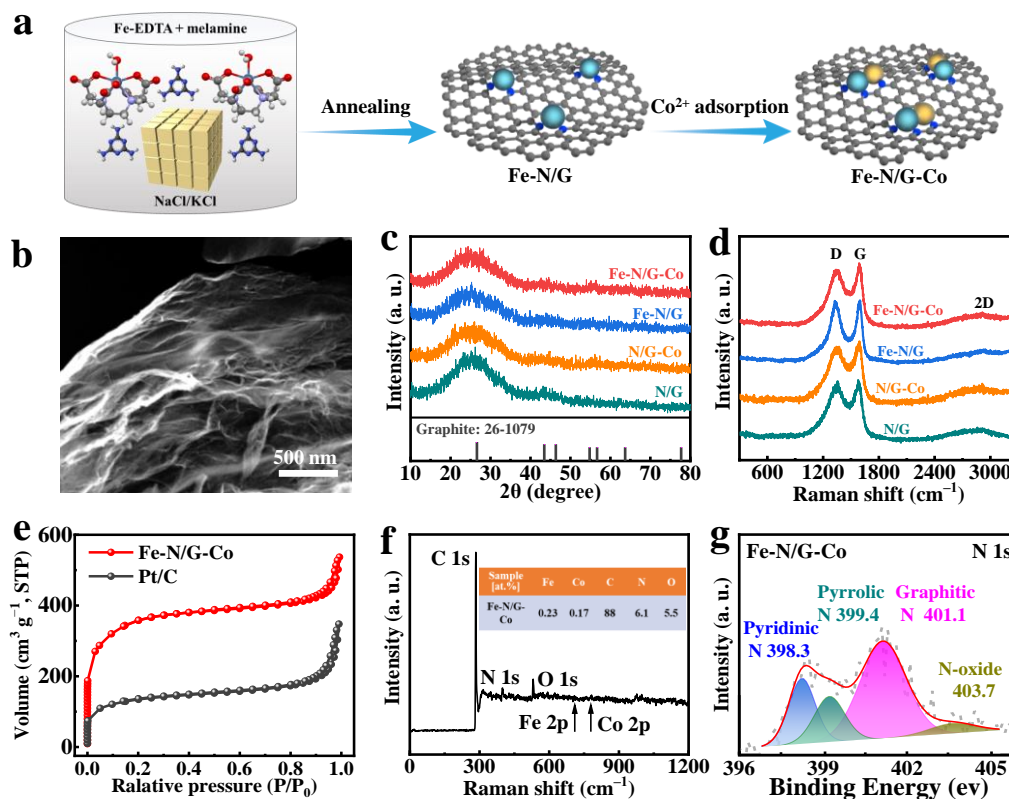 a
Fe-EDTA + melamine
NaCl/KCl
Annealing
Fe-N/G
Co²⁺ adsorption
Fe-N/G-Co
b
500 nm
c
Fe-N/G-Co
Fe-N/G
N/G-Co
N/G
Graphite: 26-1079
10 20 30 40 50 60 70 80
2θ (degree)
Intensity (a. u.)
d
D G
2D
Fe-N/G-Co
Fe-N/G
N/G-Co
N/G
600 1200 1800 2400 3000
Raman shift (cm⁻¹)
Intensity (a. u.)
e
Fe-N/G-Co
Pt/C
600
400
200
0
0.0 0.2 0.4 0.6 0.8 1.0
Ralative pressure (P/P₀)
Volume (cm³ g⁻¹, STP)
f
C 1s
Sample [at.%] Fe Co C N O
Fe-N/G-Co 0.23 0.17 88 6.1 5.5
N 1s
O 1s
Fe 2p
Co 2p
0 300 600 900 1200
Raman shift (cm⁻¹)
Intensity (a. u.)
g
Fe-N/G-Co
N 1s
Pyridinic
N 398.3
Pyrrolic
N 399.4
Graphitic
N 401.1
N-oxide
403.7
396 399 402 405
Binding Energy (ev)
Intensity (a. u.)